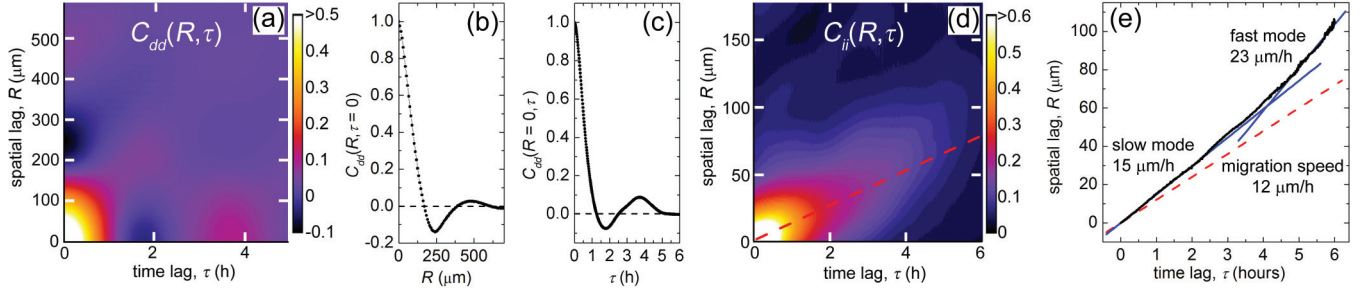 (a)
C_dd(R,τ)
spatial lag, R (μm)
500
400
300
200
100
0
0
2
4
time lag, τ (h)
>0.5
0.4
0.3
0.2
0.1
0
-0.1
(b)
C_dd(R,τ = 0)
1.0
0.8
0.6
0.4
0.2
0.0
-0.2
0
500
R (μm)
(c)
C_dd(R = 0,τ)
1.0
0.8
0.6
0.4
0.2
0.0
0 1 2 3 4 5 6
τ (h)
(d)
C_ii(R,τ)
spatial lag, R (μm)
150
100
50
0
0
2
4
6
time lag, τ (h)
>0.6
0.5
0.4
0.3
0.2
0.1
0
(e)
spatial lag, R (μm)
100
80
60
40
20
0
0 1 2 3 4 5 6
time lag, τ (hours)
fast mode
23 μm/h
slow mode
15 μm/h
migration speed
12 μm/h